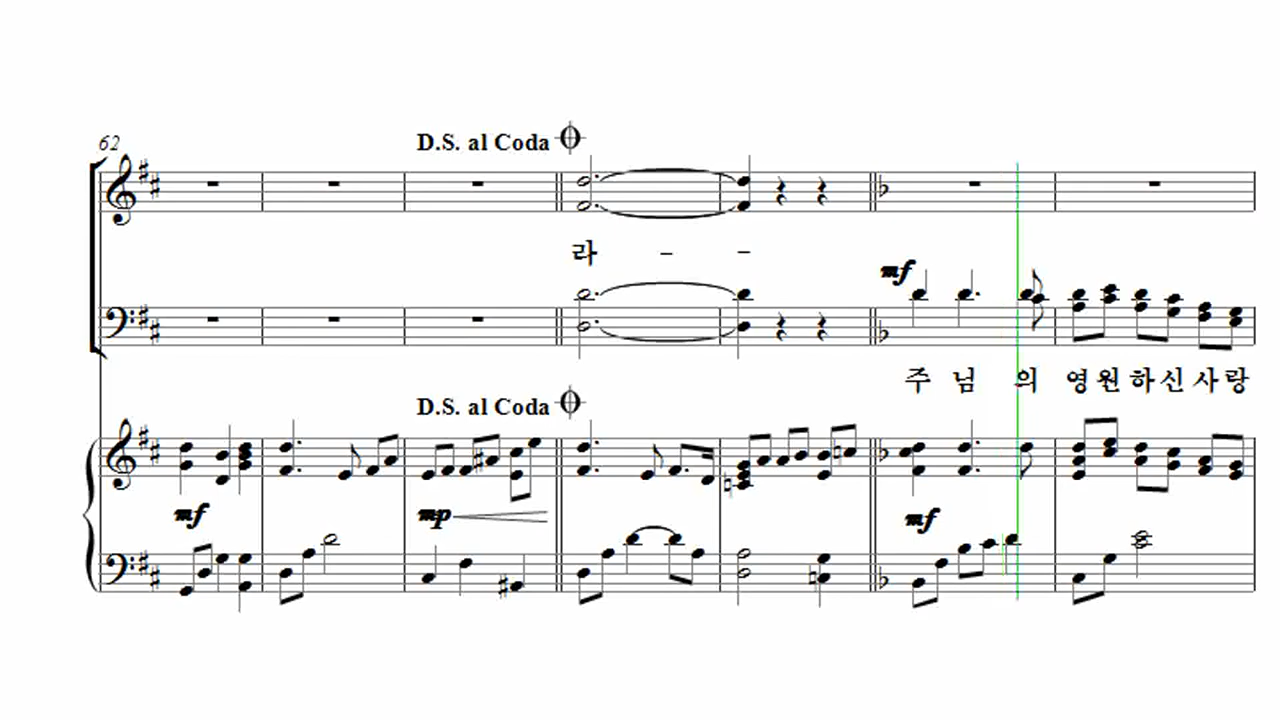 62
D.S. al Coda
라 - -
mf
주 님 의 영 원 하 신 사 랑
D.S. al Coda
mf mp mf